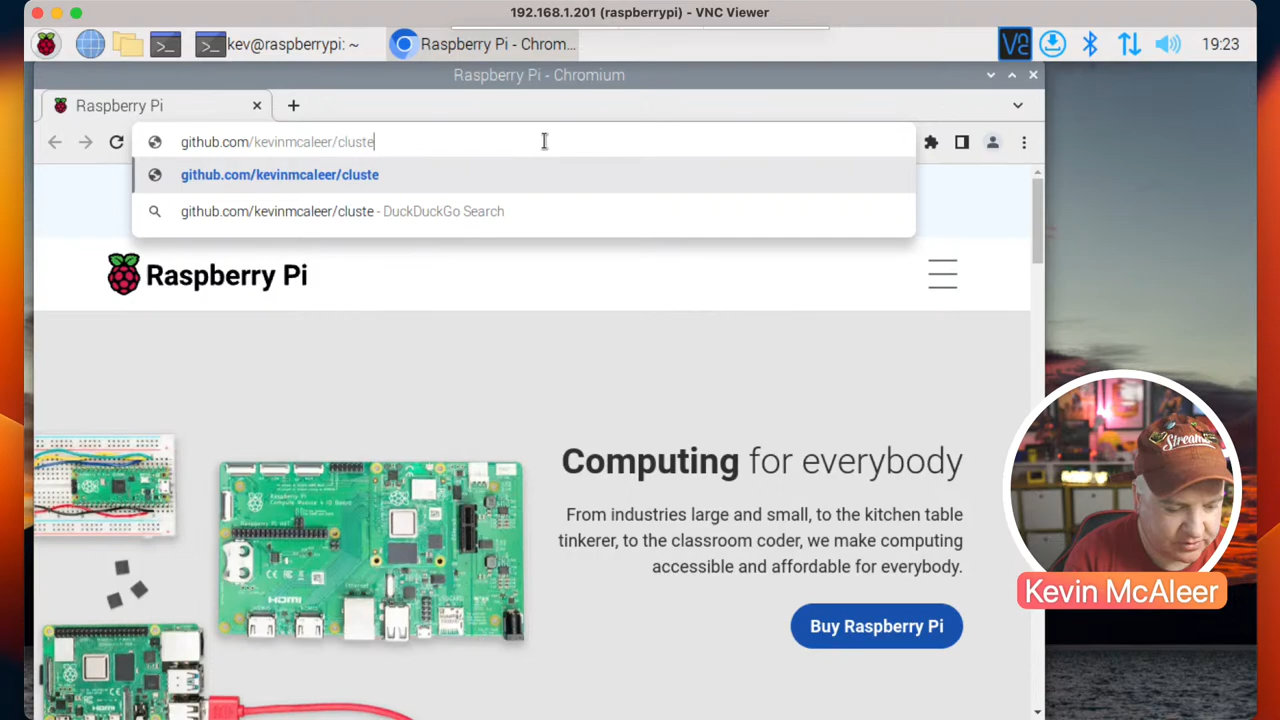 192.168.1.201 (raspberrypi) - VNC Viewer
kev@raspberrypi: ~
Raspberry Pi - Chrom...
19:23
Raspberry Pi - Chromium
Raspberry Pi
github.com/kevinmcaleer/cluste
github.com/kevinmcaleer/cluste
github.com/kevinmcaleer/cluste - DuckDuckGo Search
Raspberry Pi
Computing for everybody
From industries large and small, to the kitchen table
tinkerer, to the classroom coder, we make computing
accessible and affordable for everybody.
Buy Raspberry Pi
HDMI
Kevin McAleer